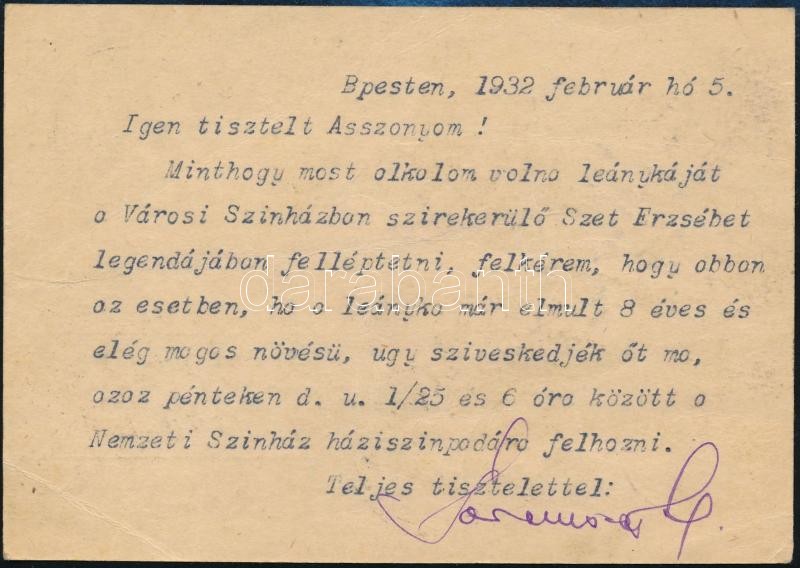 Bpesten, 1932 február hó 5.
Igen tisztelt Asszonyom !
Minthogy most alkalom volna leánykáját
a Városi Szinházban szirekerülő Szet Erzsébet
legendájában felléptetni, felkérem, hogy abban
az esetben, ha a leányka már elmult 8 éves és
elég magas növésü, ugy sziveskedjék őt ma,
azaz pénteken d. u. 1/25 és 6 óra között a
Nemzeti Szinház háziszinpadára felhozni.
Teljes tisztelettel:
darabanth